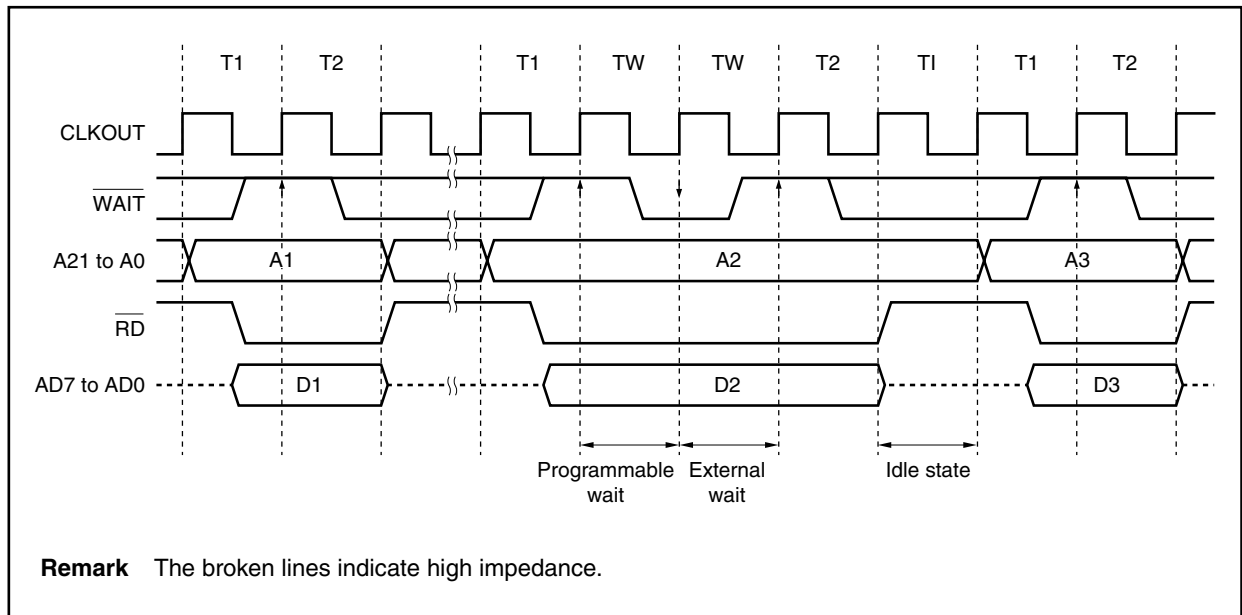 T1 T2 T1 TW TW T2 TI T1 T2
CLKOUT
WAIT
A21 to A0 A1 A2 A3
RD
AD7 to AD0 D1 D2 D3
Programmable wait
External wait
Idle state
Remark The broken lines indicate high impedance.